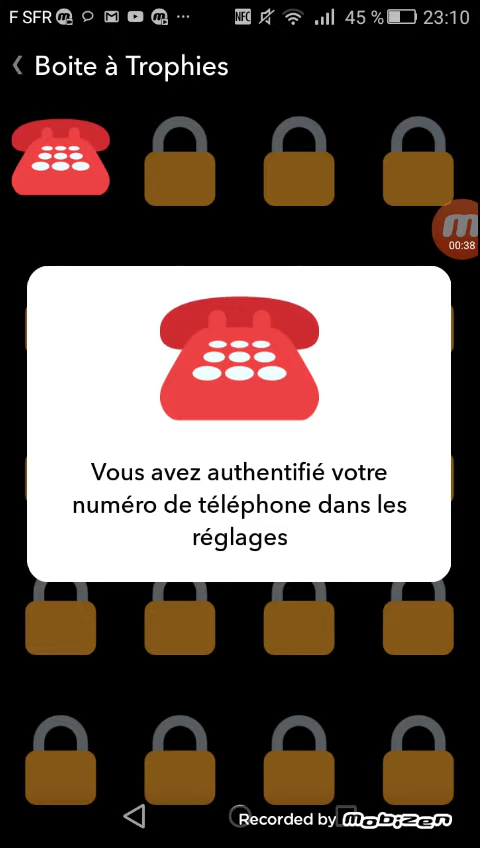 F SFR ··· NFC 45 % 23:10
Boite à Trophies
00:38
Vous avez authentifié votre
numéro de téléphone dans les
réglages
Recorded by Mobizen